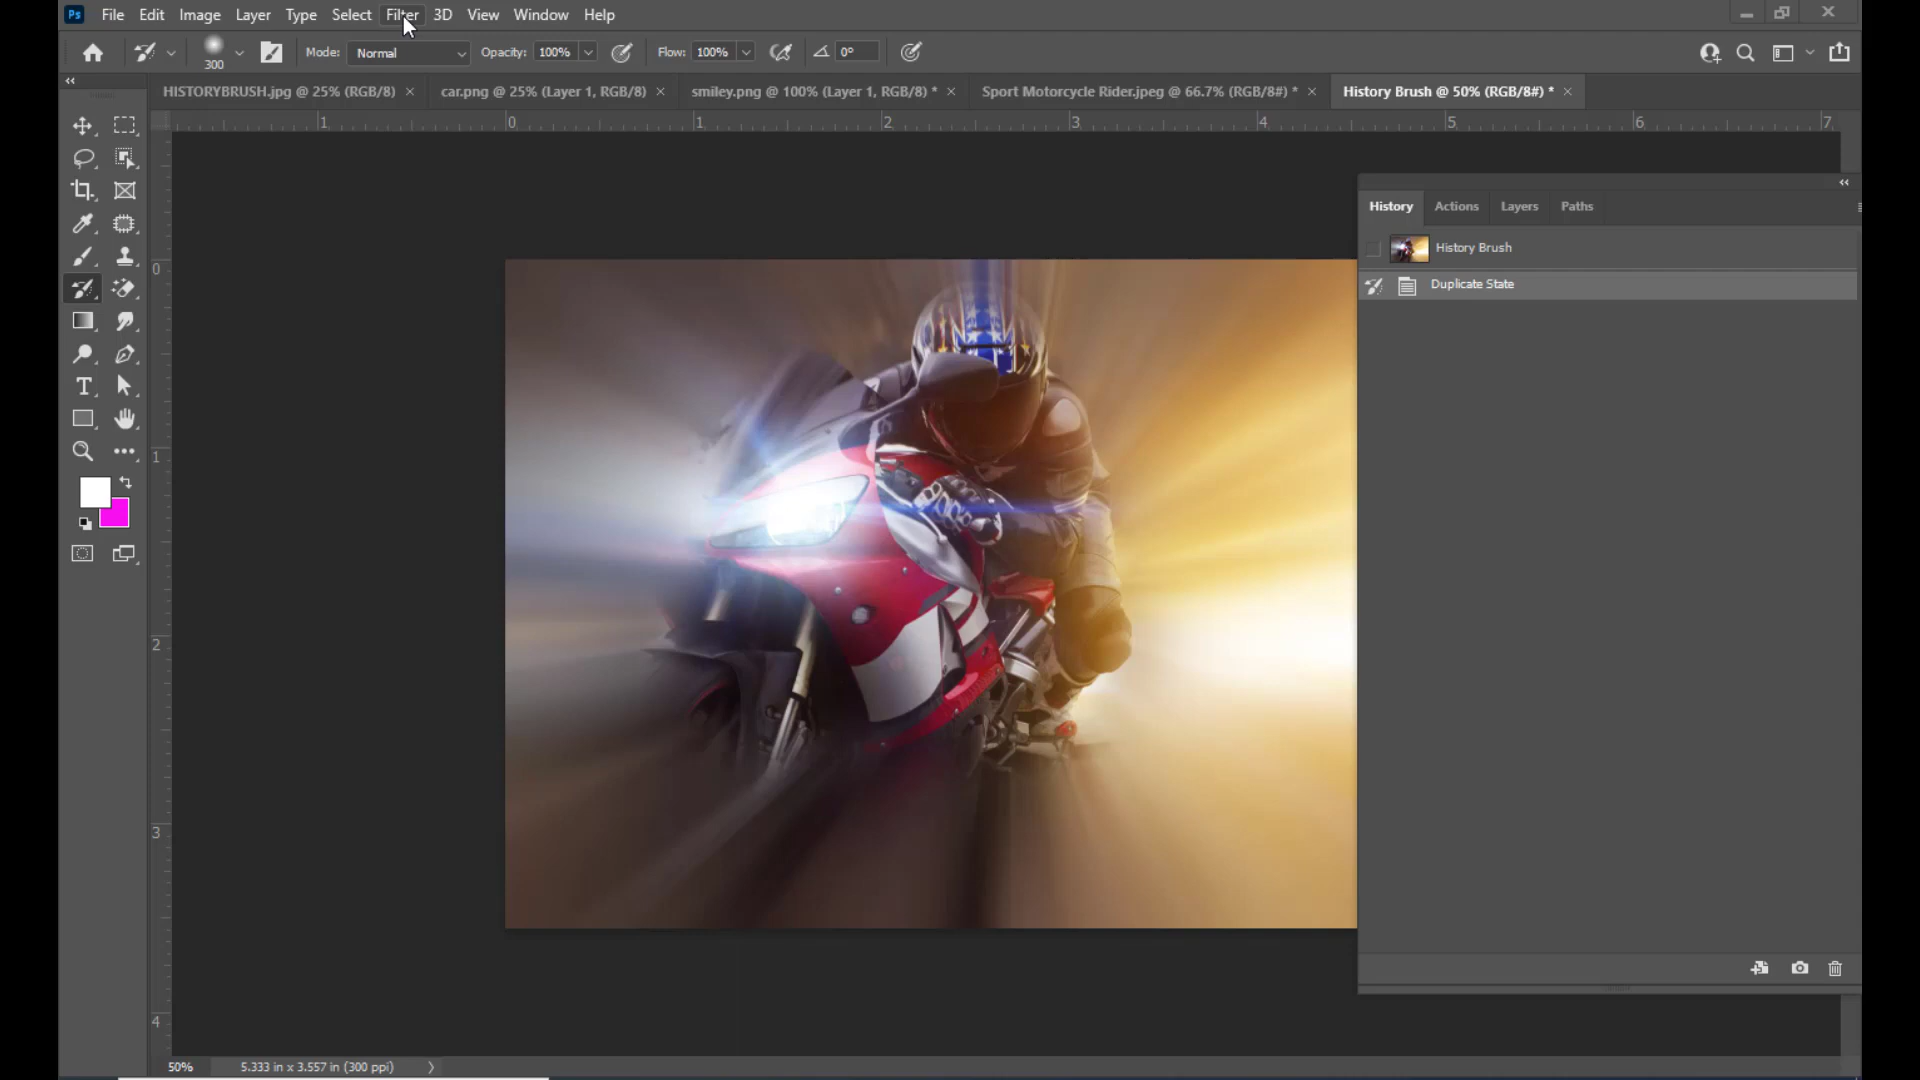 Ps File Edit Image Layer Type Select Filter 3D View Window Help
300 Mode: Normal Opacity: 100% Flow: 100% 0°
HISTORYBRUSH.jpg @ 25% (RGB/8) car.png @ 25% (Layer 1, RGB/8) smiley.png @ 100% (Layer 1, RGB/8) * Sport Motorcycle Rider.jpeg @ 66.7% (RGB/8#) * History Brush @ 50% (RGB/8#) *
1 0 1 2 3 4 5 6 7
History Actions Layers Paths
History Brush
Duplicate State
0
1
2
3
4
T
50% 5.333 in x 3.557 in (300 ppi)